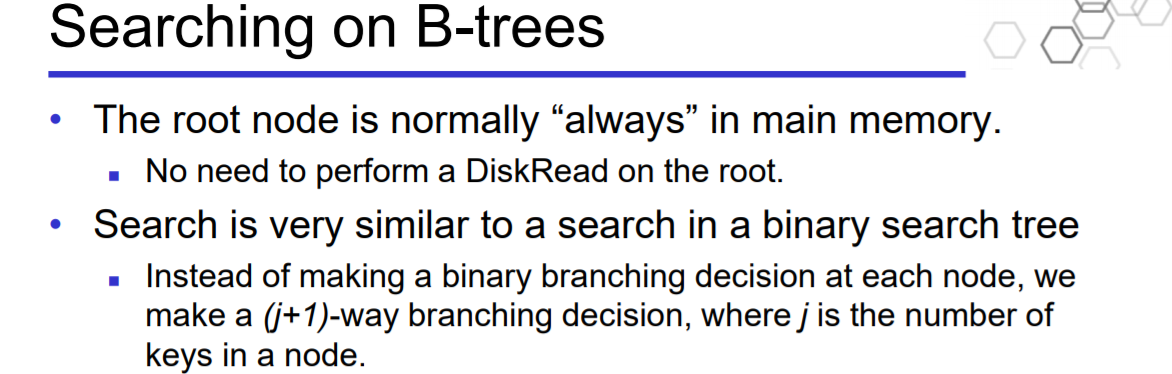 Searching on B-trees
• The root node is normally “always” in main memory.
▪ No need to perform a DiskRead on the root.
• Search is very similar to a search in a binary search tree
▪ Instead of making a binary branching decision at each node, we
make a (j+1)-way branching decision, where j is the number of
keys in a node.